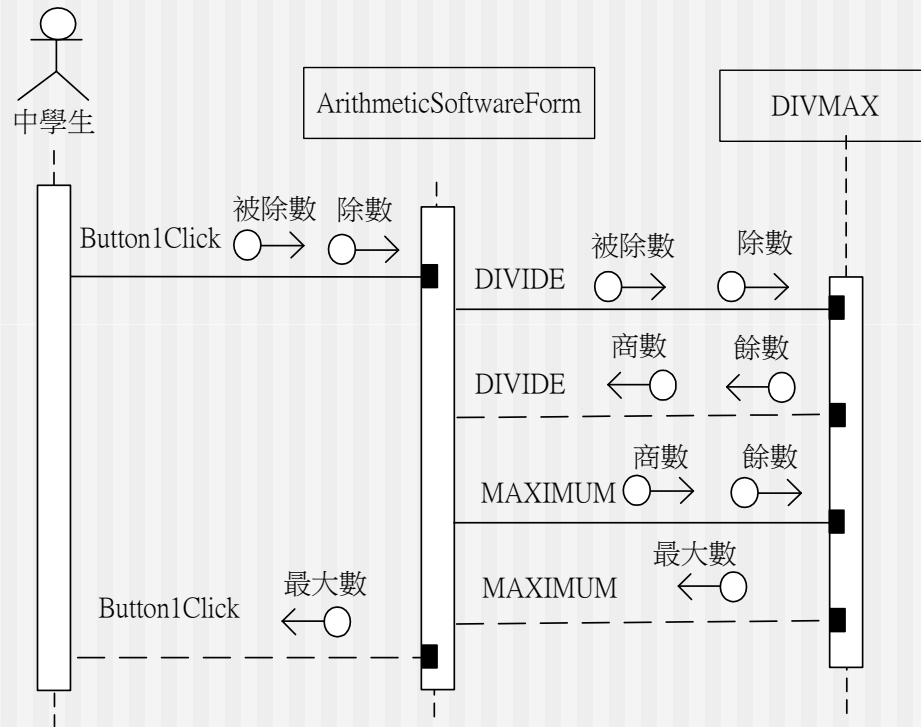 中學生
ArithmeticSoftwareForm
DIVMAX
Button1Click
被除數
除數
DIVIDE
被除數
除數
DIVIDE
商數
餘數
MAXIMUM
商數
餘數
MAXIMUM
最大數
Button1Click
最大數